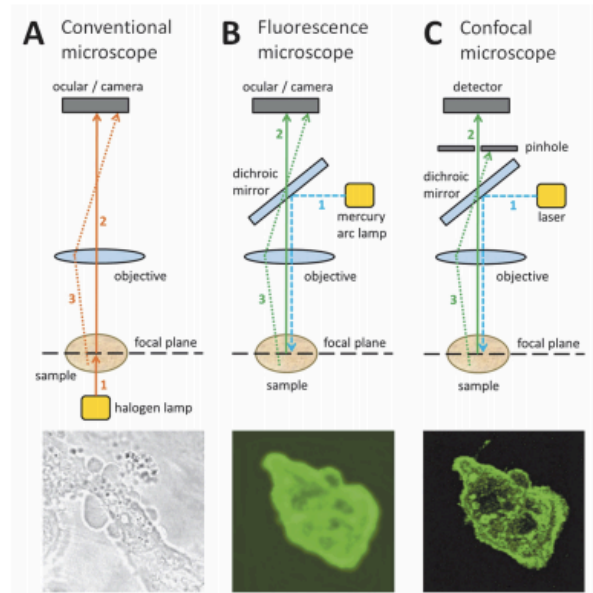 A Conventional microscope
ocular / camera
2
objective
3
focal plane
sample
1
halogen lamp
B Fluorescence microscope
ocular / camera
2
dichroic
mirror
1
mercury
arc lamp
objective
3
focal plane
sample
C Confocal microscope
detector
2
pinhole
dichroic
mirror
1
laser
objective
3
focal plane
sample